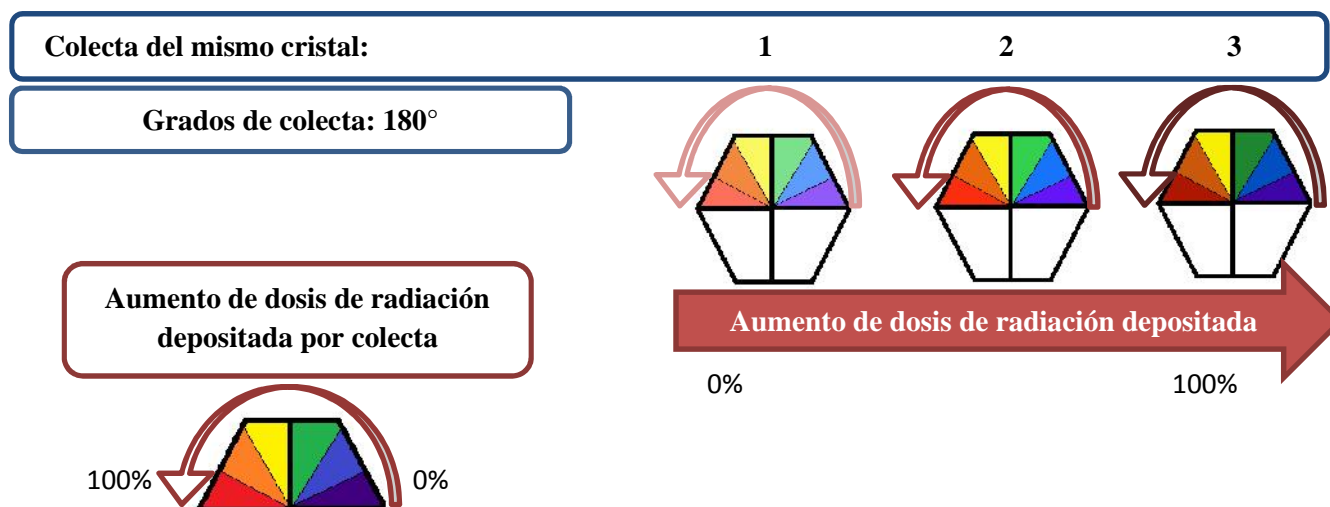 Colecta del mismo cristal: 1 2 3
Grados de colecta: 180°
Aumento de dosis de radiación
depositada por colecta
Aumento de dosis de radiación depositada
0% 100%
100% 0%